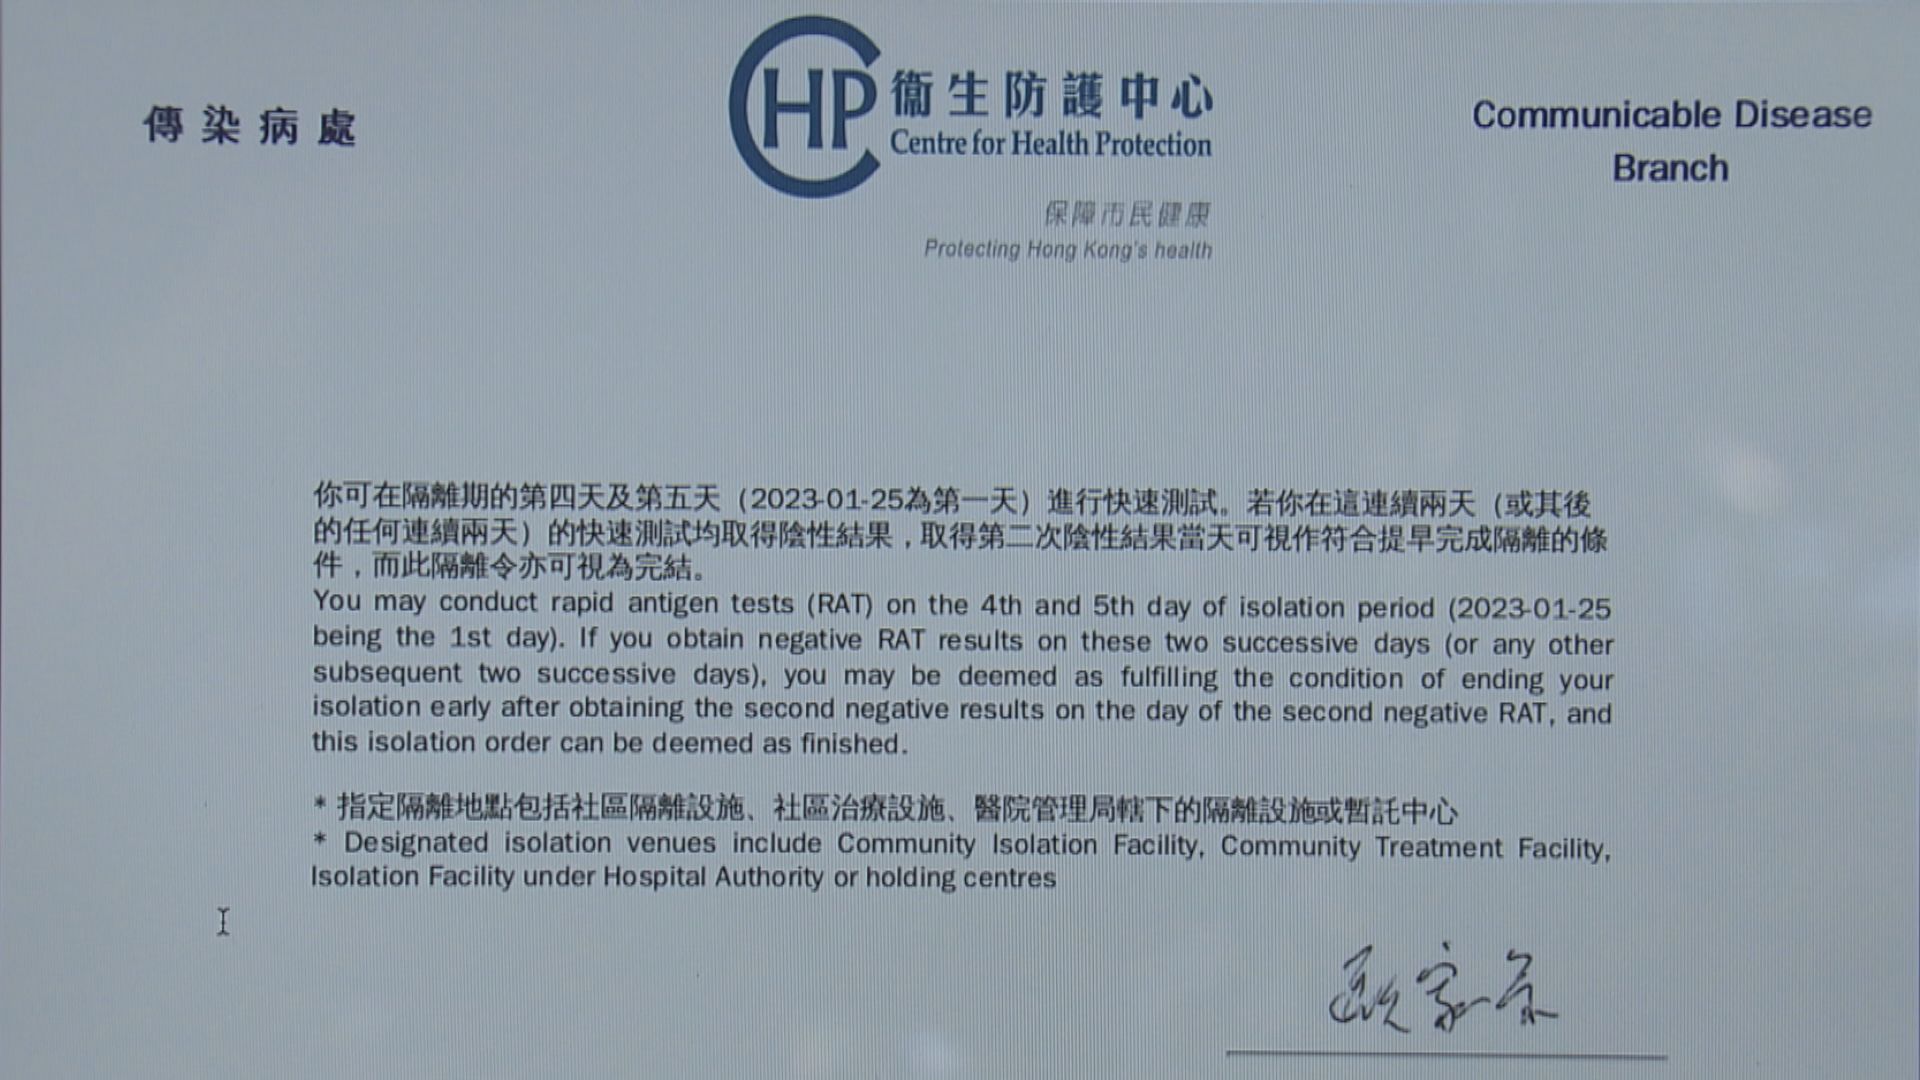 傳染病處
CHP
衞生防護中心
Centre for Health Protection
保障市民健康
Protecting Hong Kong's health
Communicable Disease
Branch
你可在隔離期的第四天及第五天（2023-01-25為第一天）進行快速測試。若你在這連續兩天（或其後
的任何連續兩天）的快速測試均取得陰性結果，取得第二次陰性結果當天可視作符合提早完成隔離的條
件，而此隔離令亦可視為完結。
You may conduct rapid antigen tests (RAT) on the 4th and 5th day of isolation period (2023-01-25
being the 1st day). If you obtain negative RAT results on these two successive days (or any other
subsequent two successive days), you may be deemed as fulfilling the condition of ending your
isolation early after obtaining the second negative results on the day of the second negative RAT, and
this isolation order can be deemed as finished.
* 指定隔離地點包括社區隔離設施、社區治療設施、醫院管理局轄下的隔離設施或暫託中心
* Designated isolation venues include Community Isolation Facility, Community Treatment Facility,
Isolation Facility under Hospital Authority or holding centres